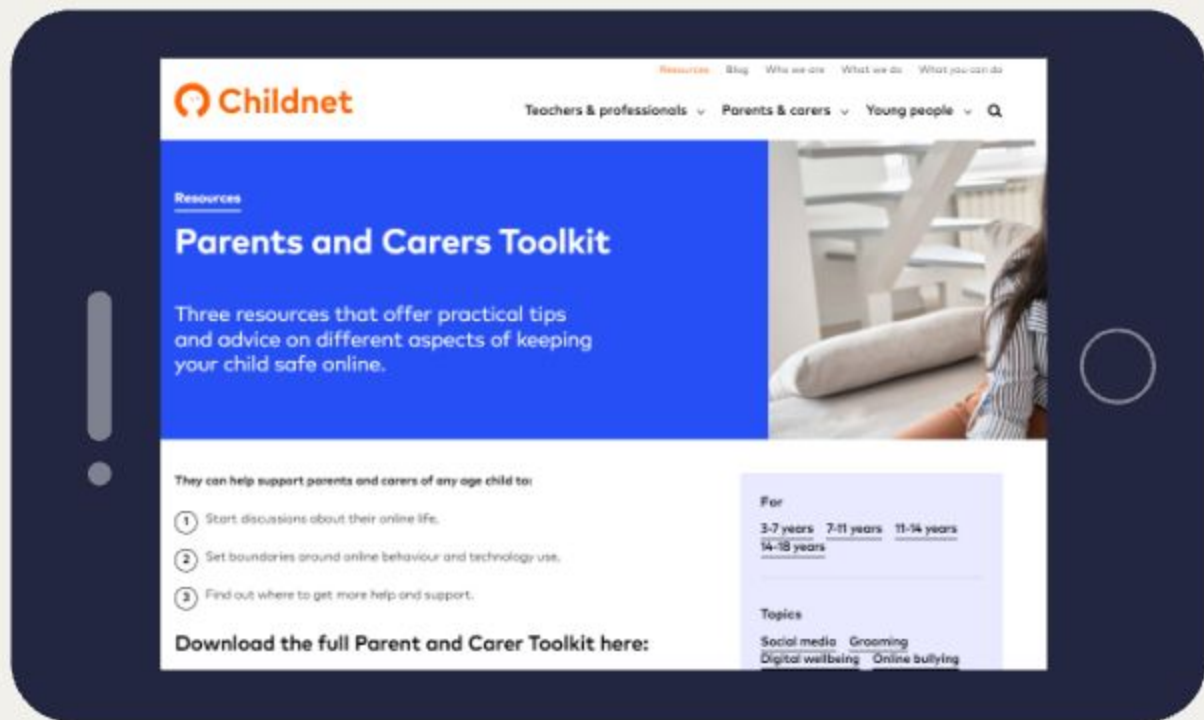 Resources Blog Who we are What we do What you can do
Childnet
Teachers & professionals Parents & carers Young people
Resources
Parents and Carers Toolkit
Three resources that offer practical tips
and advice on different aspects of keeping
your child safe online.
They can help support parents and carers of any age child to:
1 Start discussions about their online life.
2 Set boundaries around online behaviour and technology use.
3 Find out where to get more help and support.
Download the full Parent and Carer Toolkit here:
For
3-7 years 7-11 years 11-14 years
14-18 years
Topics
Social media Grooming
Digital wellbeing Online bullying